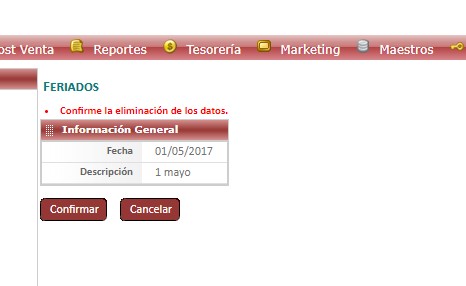 ost Venta Reportes Tesorería Marketing Maestros
FERIADOS
• Confirme la eliminación de los datos.
Información General
Fecha 01/05/2017
Descripción 1 mayo
Confirmar Cancelar